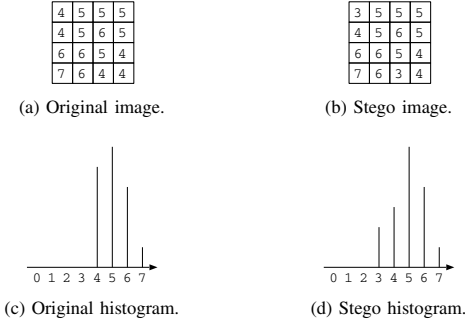 4 5 5 5
4 5 6 5
6 6 5 4
7 6 4 4
(a) Original image.
3 5 5 5
4 5 6 5
6 6 5 4
7 6 3 4
(b) Stego image.
0 1 2 3 4 5 6 7
(c) Original histogram.
0 1 2 3 4 5 6 7
(d) Stego histogram.